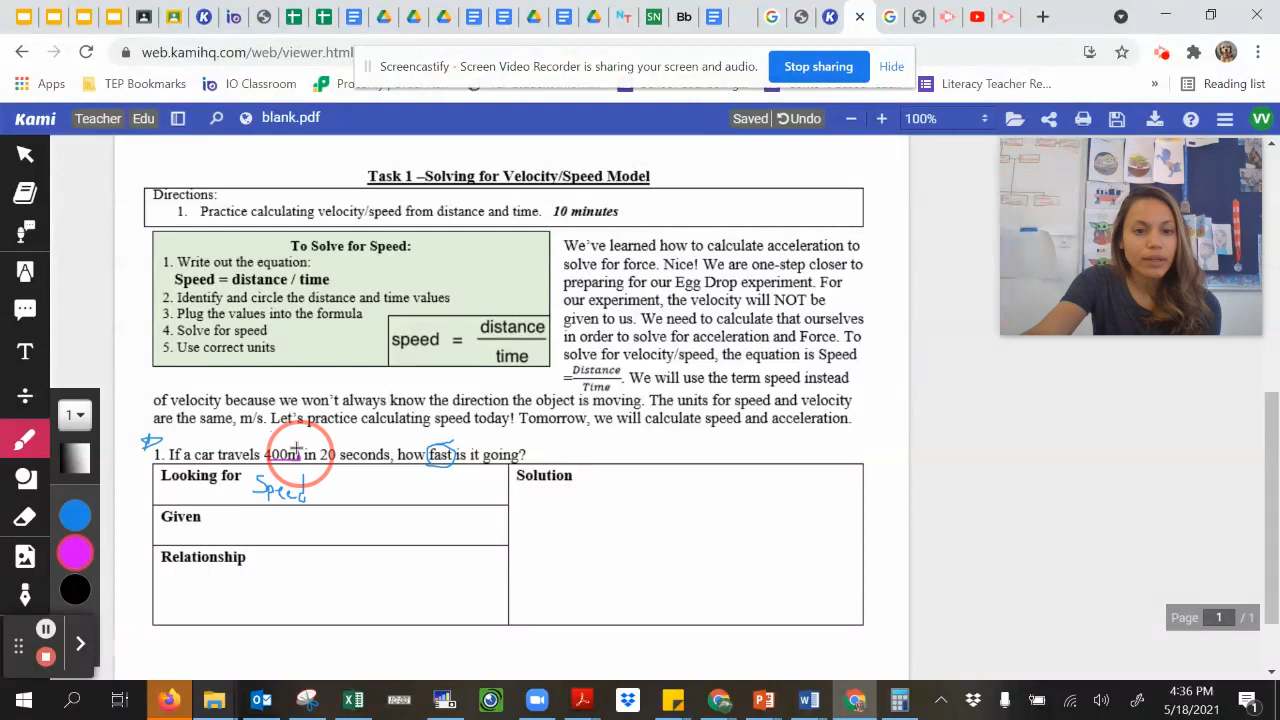 web.kamihq.com/web/viewer.html
Screencastify - Screen Video Recorder is sharing your screen and audio.
Stop sharing
Hide
Apps
TEP Bookmarks
IO Classroom
Literacy Teacher Re...
Reading list
Kami
Teacher
Edu
blank.pdf
Saved
Undo
100%
VV
Task 1 –Solving for Velocity/Speed Model
Directions:
1. Practice calculating velocity/speed from distance and time. 10 minutes
To Solve for Speed:
1. Write out the equation:
Speed = distance / time
2. Identify and circle the distance and time values
3. Plug the values into the formula
4. Solve for speed
5. Use correct units
speed = distance
time
We've learned how to calculate acceleration to
solve for force. Nice! We are one-step closer to
preparing for our Egg Drop experiment. For
our experiment, the velocity will NOT be
given to us. We need to calculate that ourselves
in order to solve for acceleration and Force. To
solve for velocity/speed, the equation is Speed
=Distance/Time. We will use the term speed instead
of velocity because we won't always know the direction the object is moving. The units for speed and velocity
are the same, m/s. Let's practice calculating speed today! Tomorrow, we will calculate speed and acceleration.
1. If a car travels 400m in 20 seconds, how fast is it going?
Looking for
Speed
Solution
Given
Relationship
1
Page 1 / 1
4:36 PM
5/18/2021